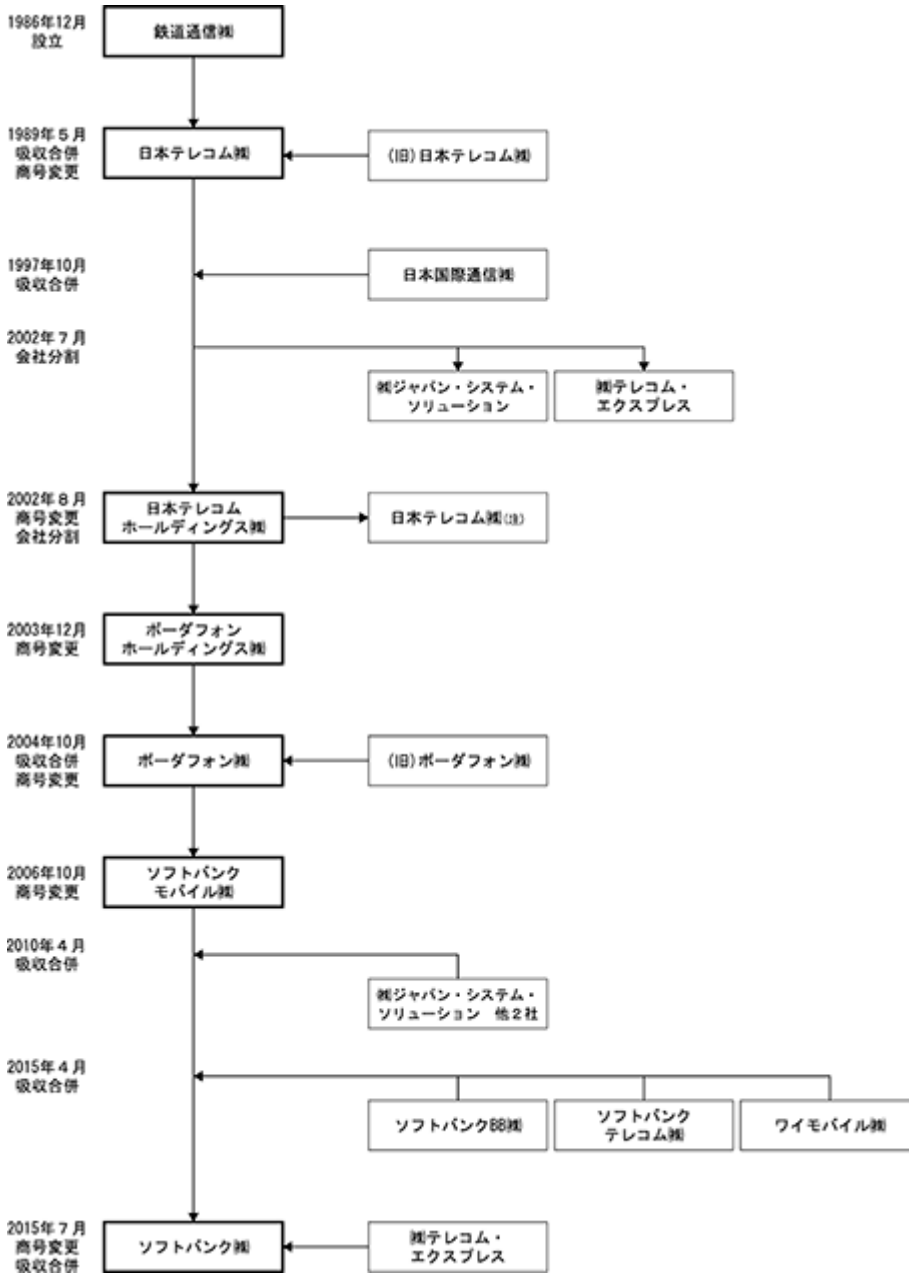 1986年12月
設立
鉄道通信㈱
1989年5月
吸収合併
商号変更
日本テレコム㈱
(旧)日本テレコム㈱
1997年10月
吸収合併
日本国際通信㈱
2002年7月
会社分割
㈱ジャパン・システム・
ソリューション
㈱テレコム・
エクスプレス
2002年8月
商号変更
会社分割
日本テレコム
ホールディングス㈱
日本テレコム㈱(注)
2003年12月
商号変更
ボーダフォン
ホールディングス㈱
2004年10月
吸収合併
商号変更
ボーダフォン㈱
(旧)ボーダフォン㈱
2006年10月
商号変更
ソフトバンク
モバイル㈱
2010年4月
吸収合併
㈱ジャパン・システム・
ソリューション 他2社
2015年4月
吸収合併
ソフトバンクBB㈱
ソフトバンク
テレコム㈱
ワイモバイル㈱
2015年7月
商号変更
吸収合併
ソフトバンク㈱
㈱テレコム・
エクスプレス